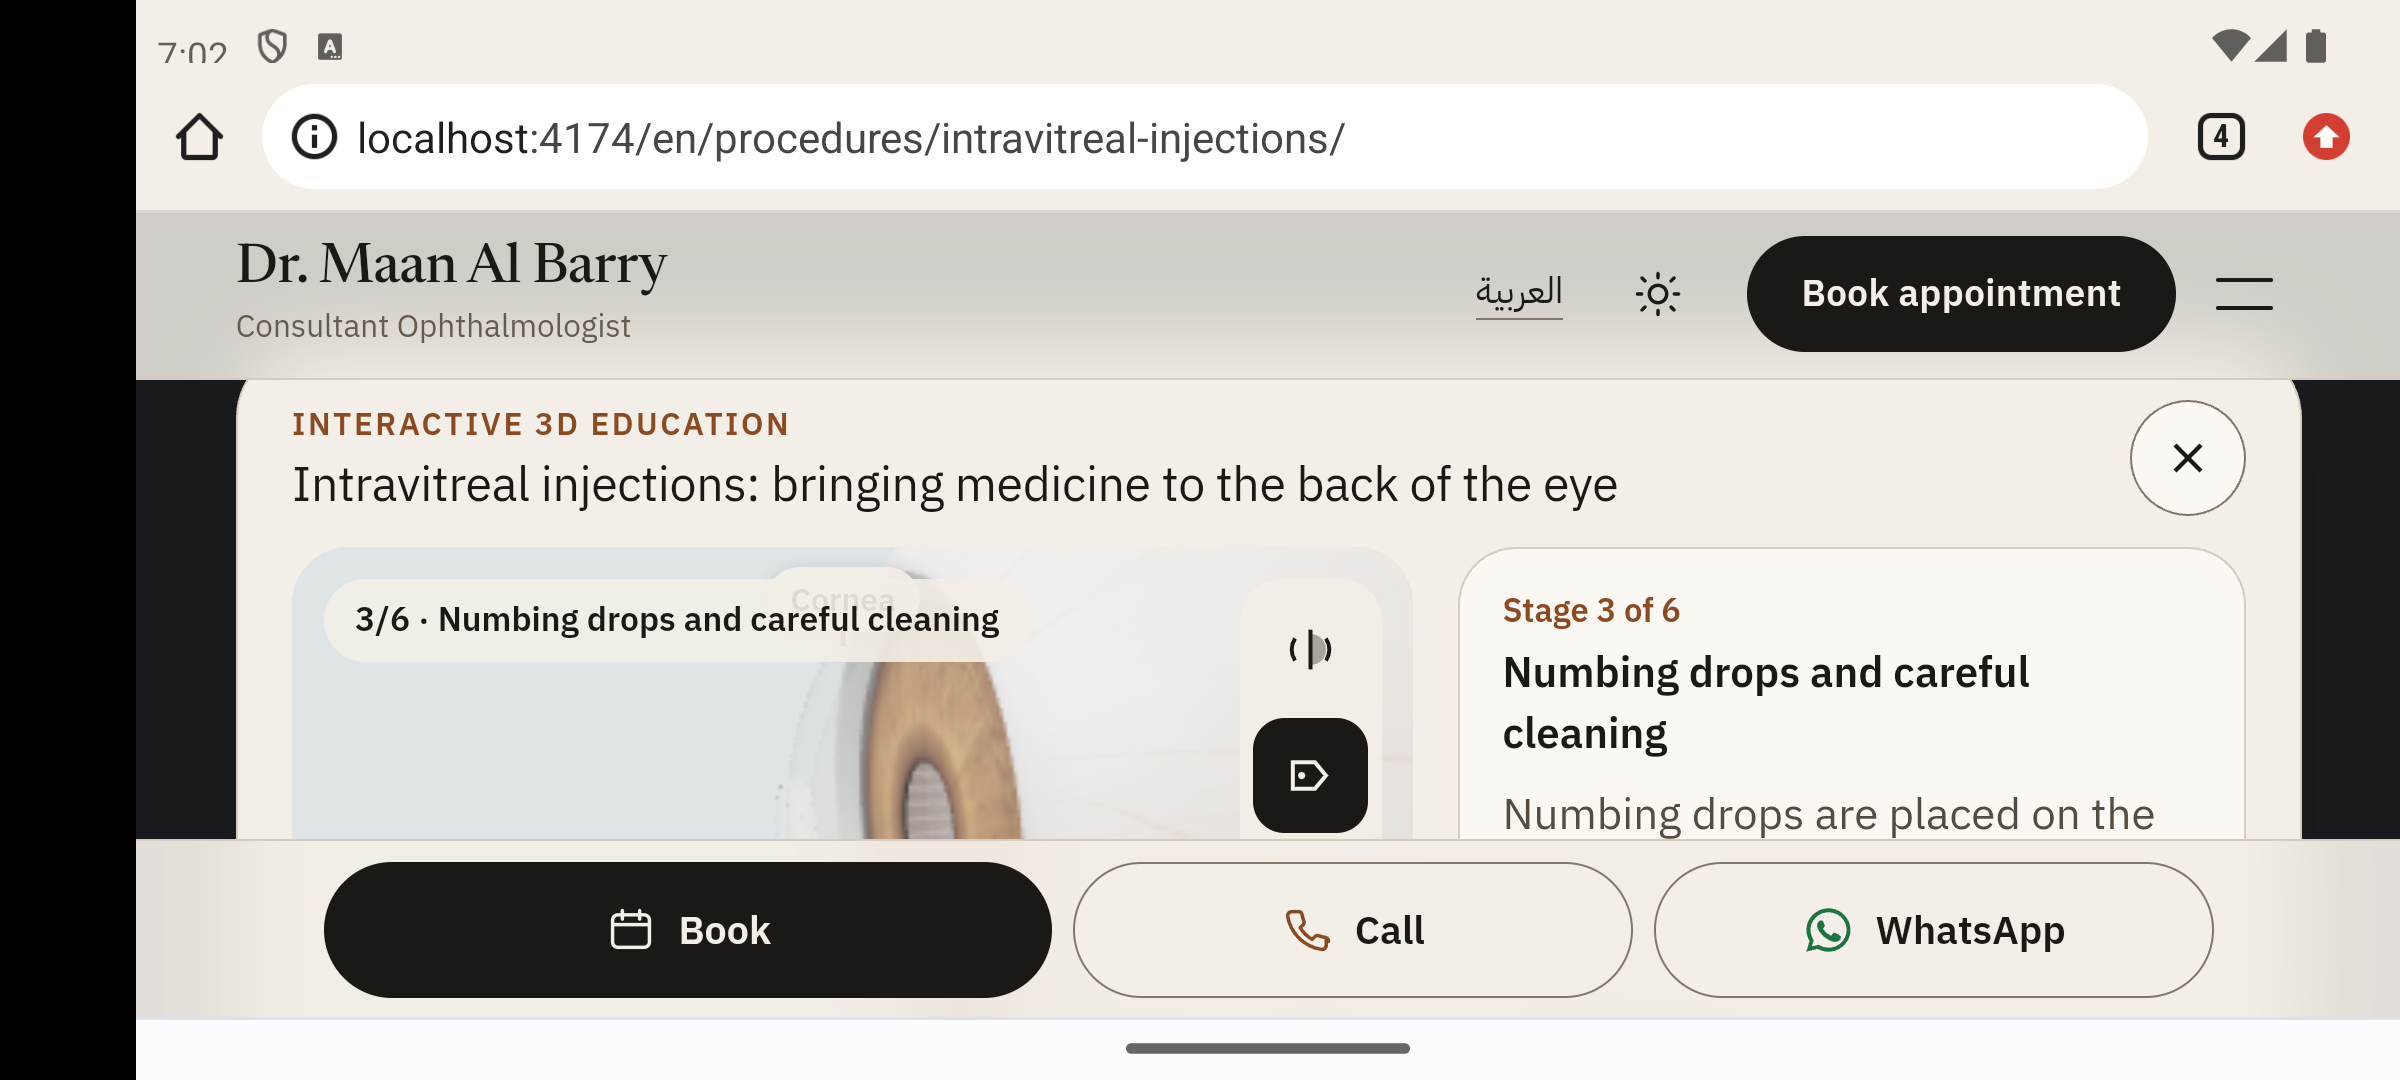 7:02
A
localhost:4174/en/procedures/intravitreal-injections/
4
Dr. Maan Al Barry
Consultant Ophthalmologist
العربية
Book appointment
INTERACTIVE 3D EDUCATION
Intravitreal injections: bringing medicine to the back of the eye
Cornea
3/6 · Numbing drops and careful cleaning
Stage 3 of 6
Numbing drops and careful
cleaning
Numbing drops are placed on the
Book
Call
WhatsApp